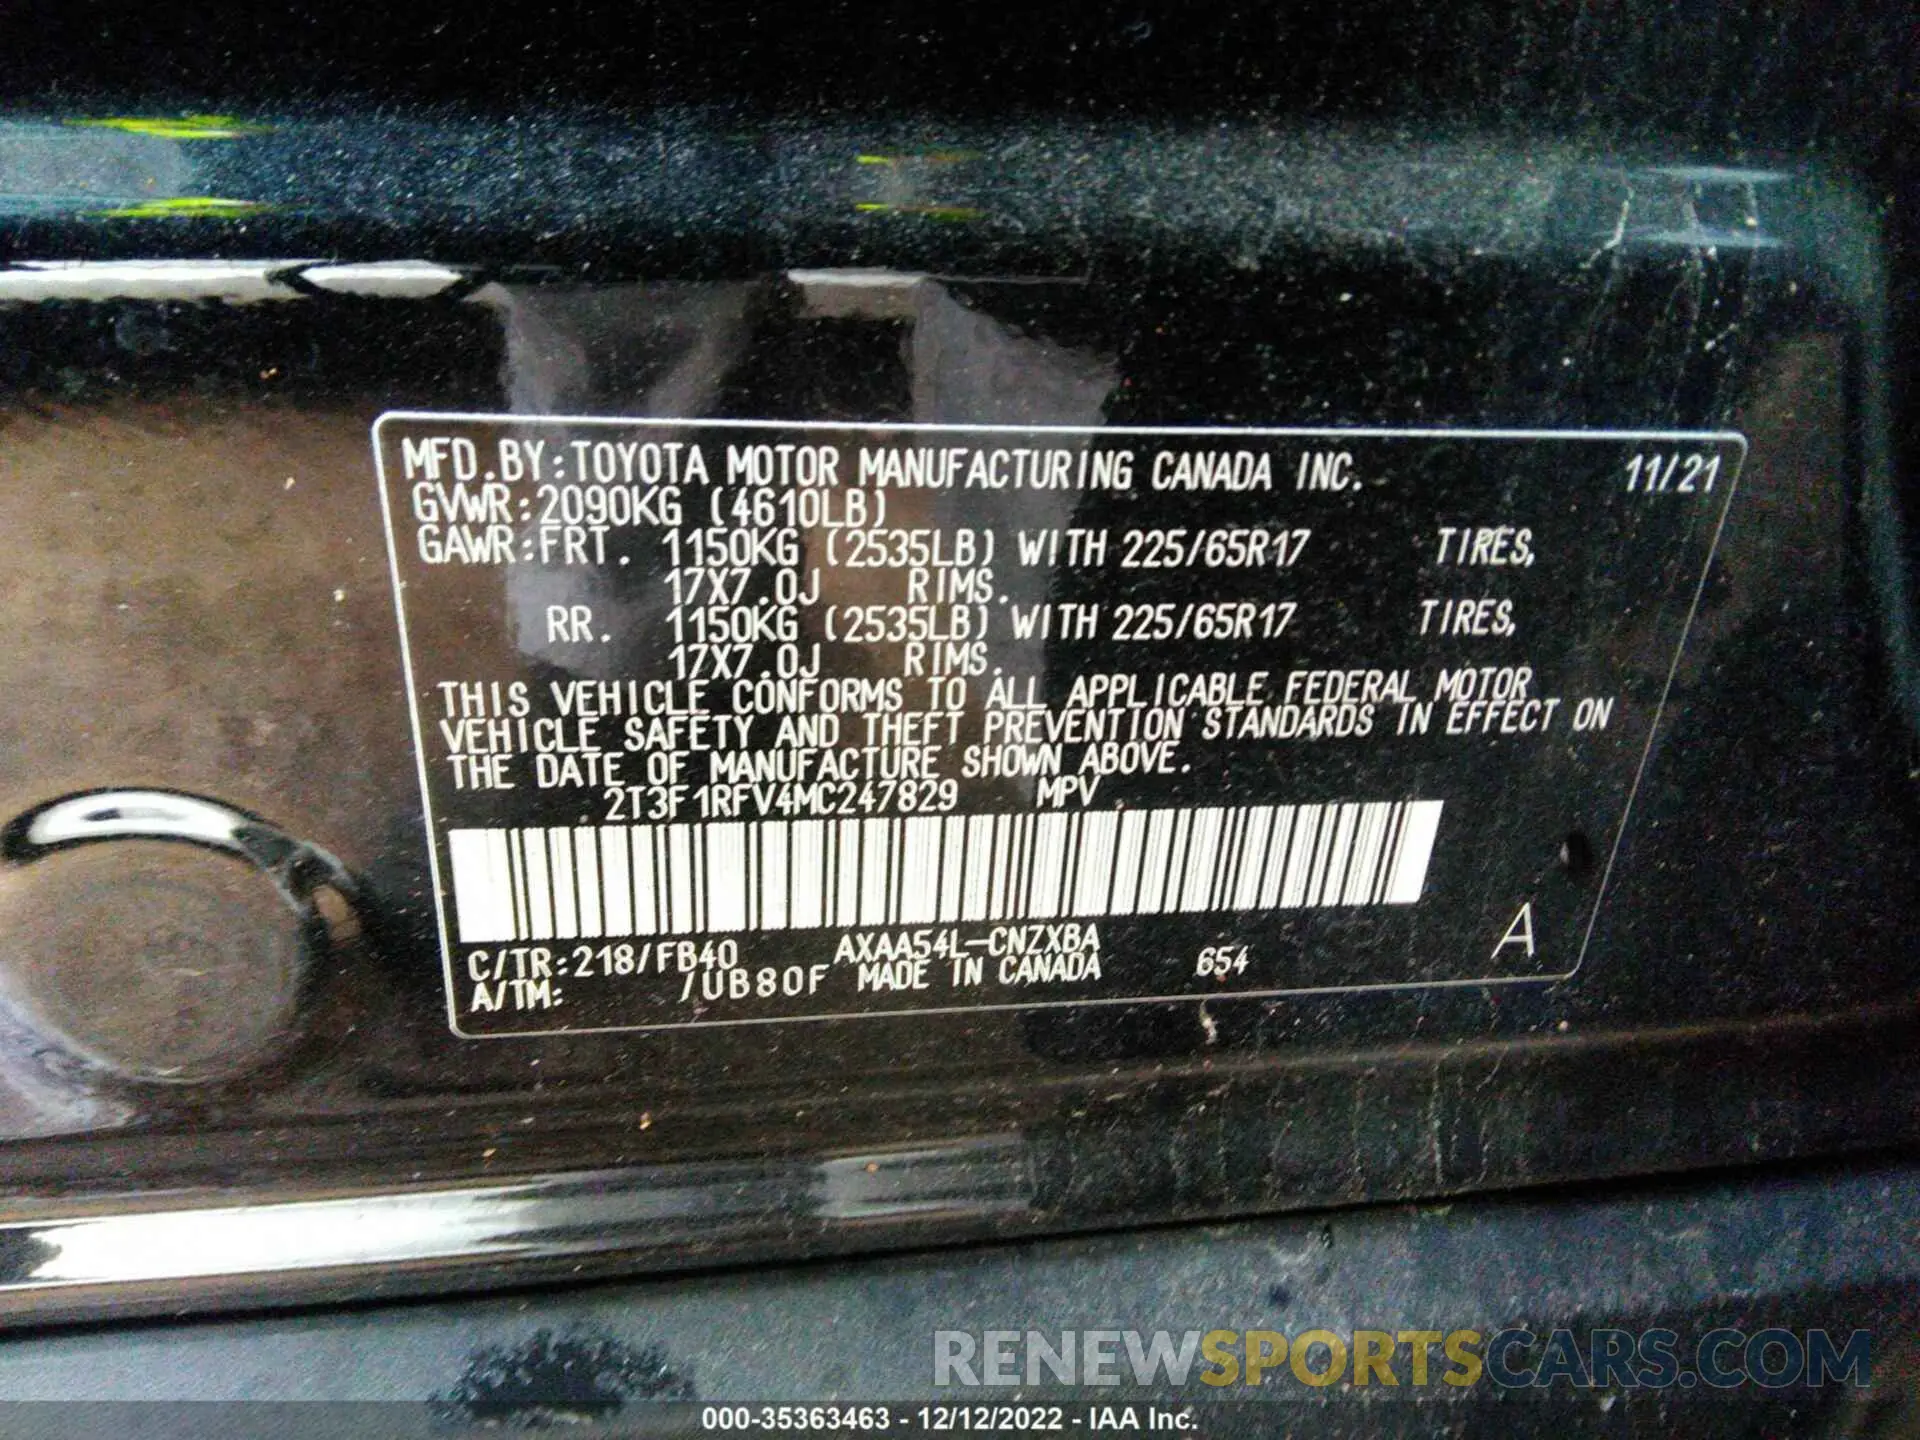 MFD.BY:TOYOTA MOTOR MANUFACTURING CANADA INC. 11/21
GVWR:2090KG (4610LB)
GAWR:FRT. 1150KG (2535LB) WITH 225/65R17 TIRES,
17X7.0J RIMS.
RR. 1150KG (2535LB) WITH 225/65R17 TIRES,
17X7.0J RIMS.
THIS VEHICLE CONFORMS TO ALL APPLICABLE FEDERAL MOTOR
VEHICLE SAFETY AND THEFT PREVENTION STANDARDS IN EFFECT ON
THE DATE OF MANUFACTURE SHOWN ABOVE.
2T3F1RFV4MC247829 MPV
C/TR:218/FB40 AXAA54L-CNZXBA 654 A
A/TM: /UB80F MADE IN CANADA
RENEWSPORTSCARS.COM
000-35363463 - 12/12/2022 - IAA Inc.